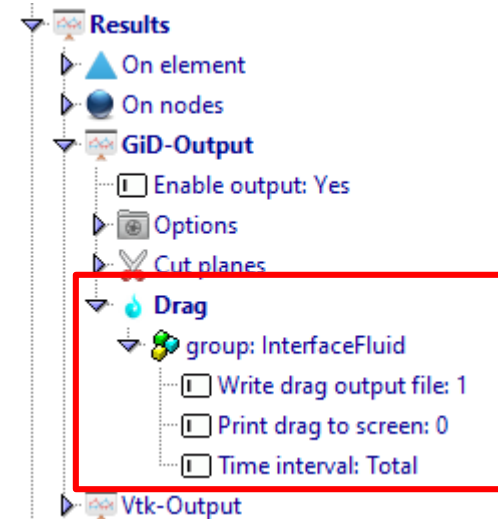 Results
On element
On nodes
GiD-Output
Enable output: Yes
Options
Cut planes
Drag
group: InterfaceFluid
Write drag output file: 1
Print drag to screen: 0
Time interval: Total
Vtk-Output